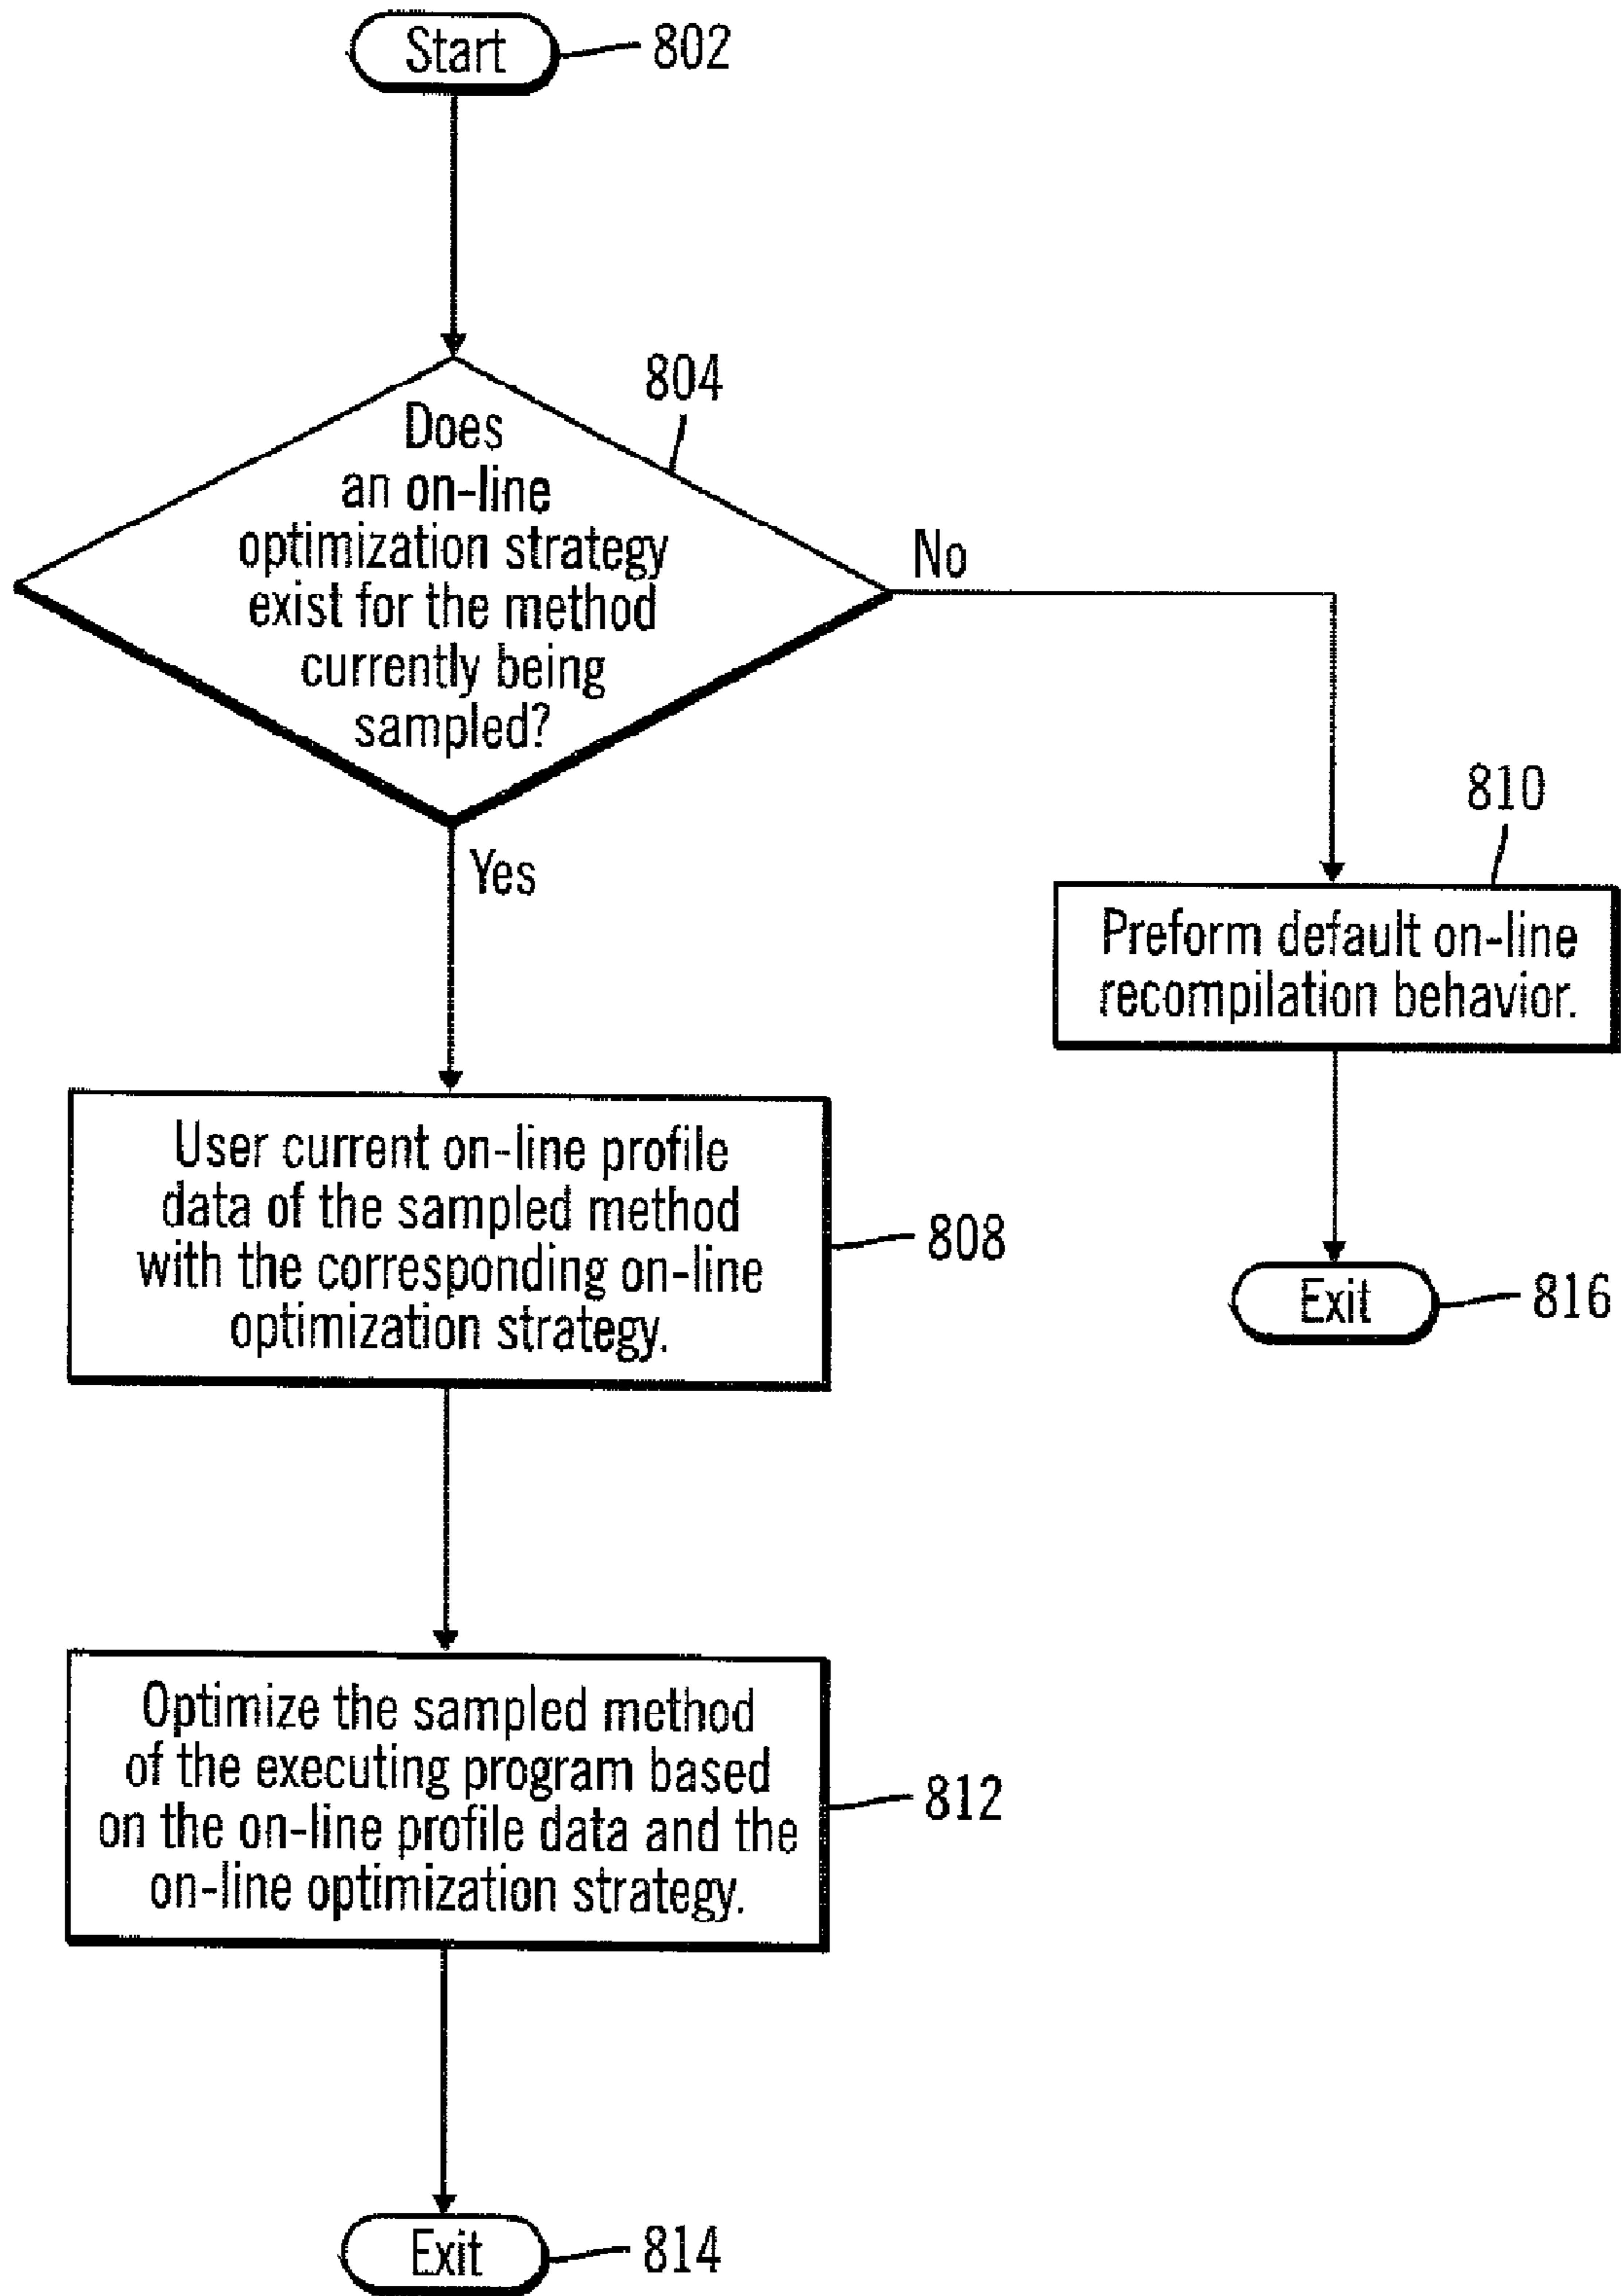 Start
802
804
Does
an on-line
optimization strategy
exist for the method
currently being
sampled?
No
Yes
810
Preform default on-line
recompilation behavior.
User current on-line profile
data of the sampled method
with the corresponding on-line
optimization strategy.
808
Exit
816
Optimize the sampled method
of the executing program based
on the on-line profile data and the
on-line optimization strategy.
812
Exit
814